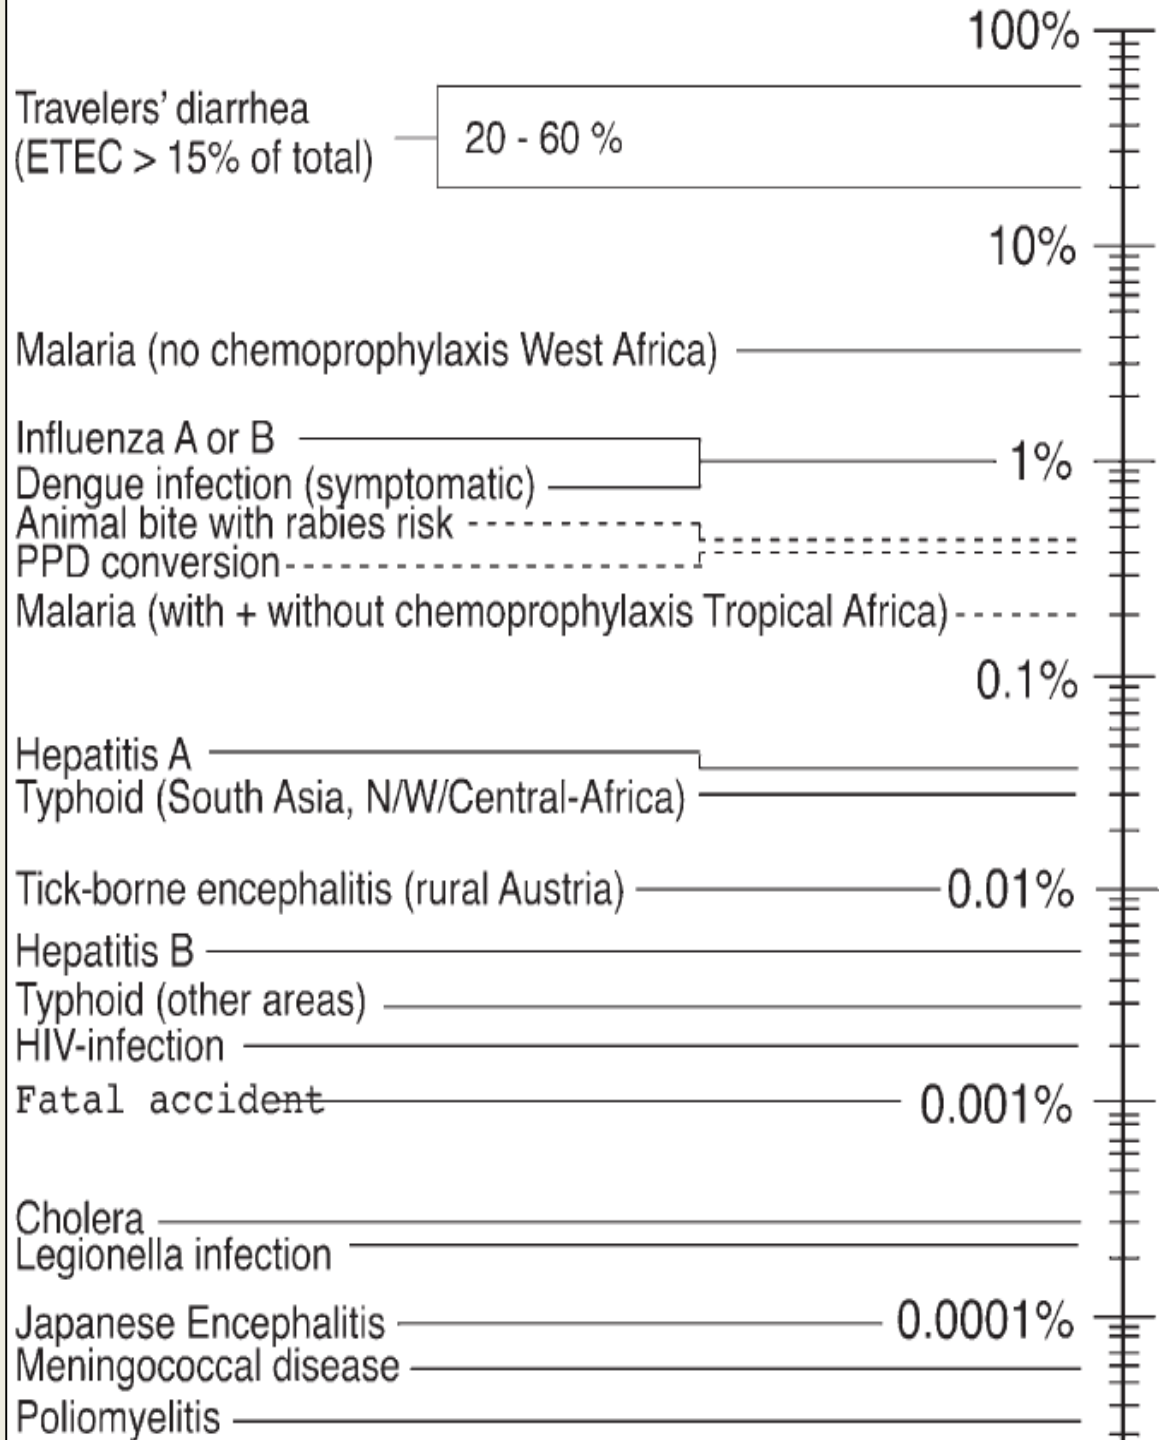 100%
Travelers’ diarrhea
(ETEC > 15% of total)
20 - 60 %
10%
Malaria (no chemoprophylaxis West Africa)
Influenza A or B
1%
Dengue infection (symptomatic)
Animal bite with rabies risk
PPD conversion
Malaria (with + without chemoprophylaxis Tropical Africa)
0.1%
Hepatitis A
Typhoid (South Asia, N/W/Central-Africa)
Tick-borne encephalitis (rural Austria)
0.01%
Hepatitis B
Typhoid (other areas)
HIV-infection
Fatal accident
0.001%
Cholera
Legionella infection
Japanese Encephalitis
0.0001%
Meningococcal disease
Poliomyelitis